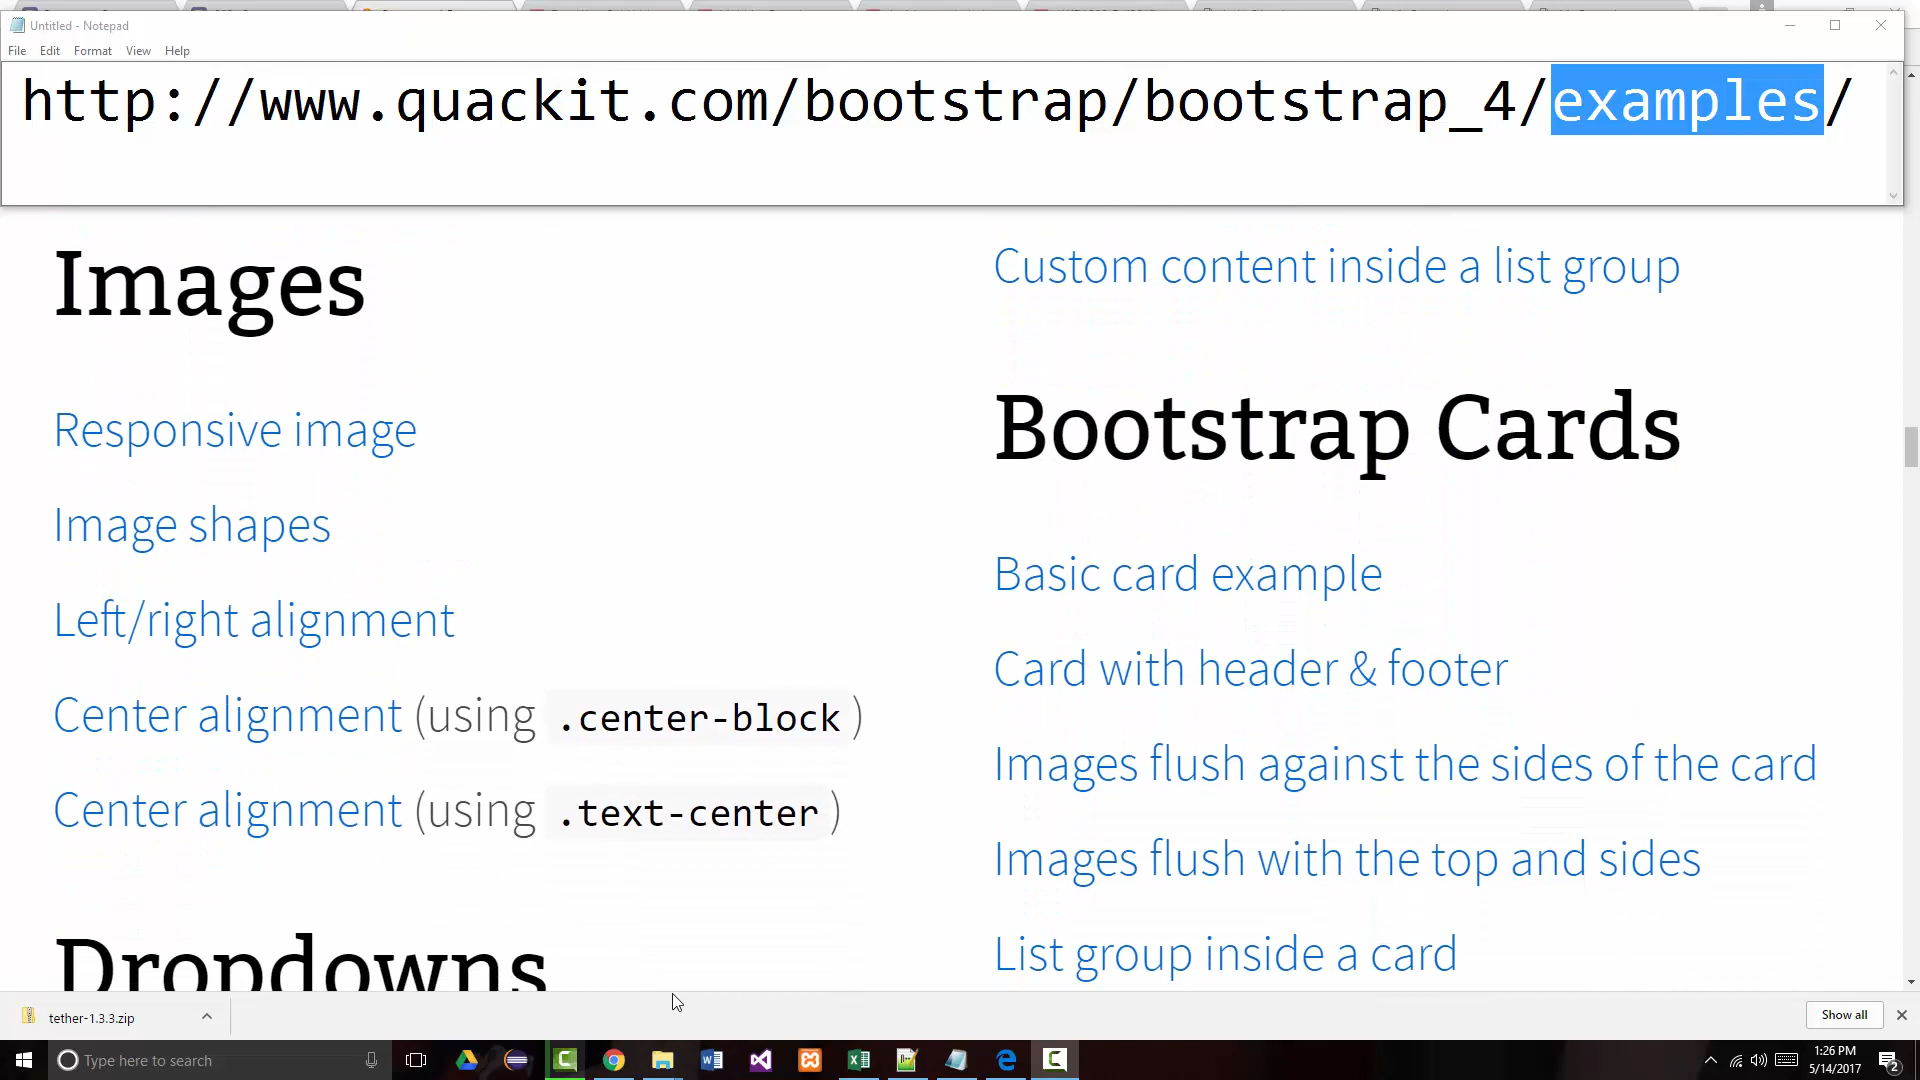 Untitled - Notepad
File Edit Format View Help
http://www.quackit.com/bootstrap/bootstrap_4/examples/
Images
Responsive image
Image shapes
Left/right alignment
Center alignment (using .center-block)
Center alignment (using .text-center)
Dropdowns
Custom content inside a list group
Bootstrap Cards
Basic card example
Card with header & footer
Images flush against the sides of the card
Images flush with the top and sides
List group inside a card
tether-1.3.3.zip
Show all
Type here to search
1:26 PM
5/14/2017
2